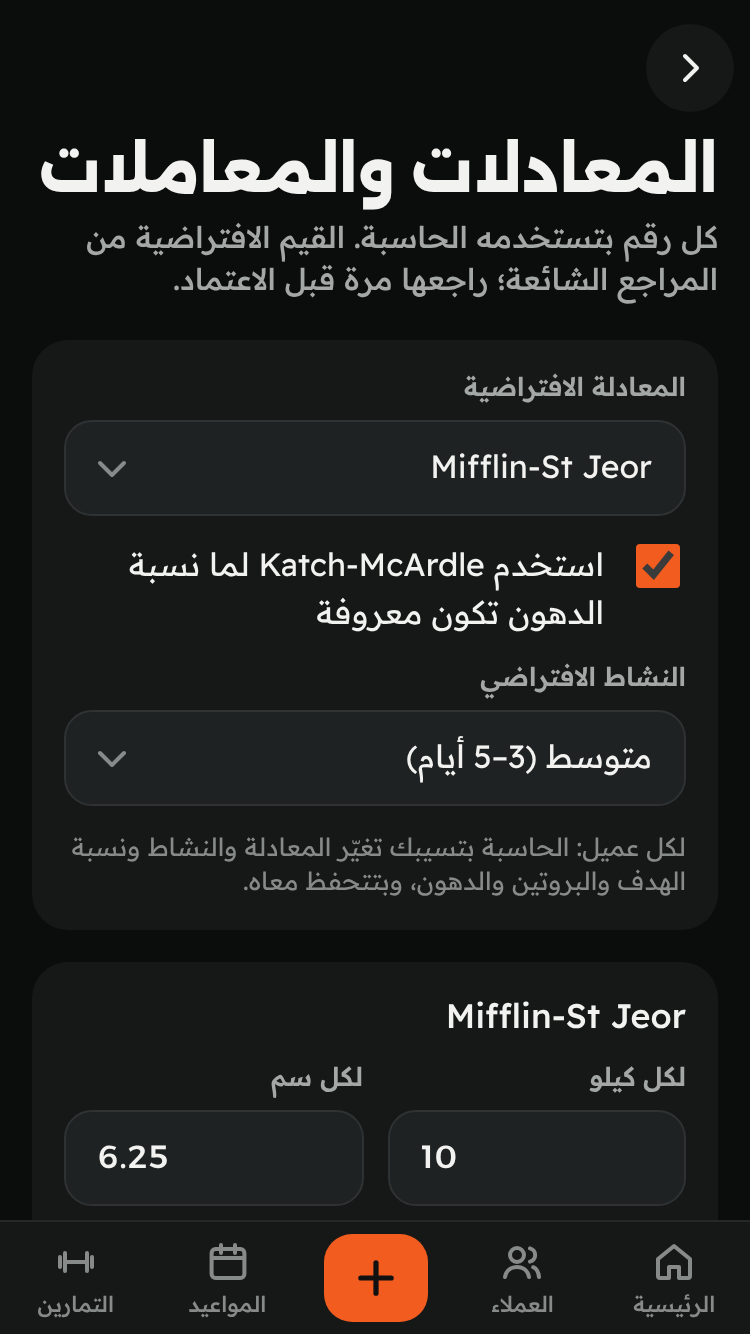 المعادلات والمعاملات
كل رقم بتستخدمه الحاسبة. القيم الافتراضية من
المراجع الشائعة؛ راجعها مرة قبل الاعتماد.
المعادلة الافتراضية
Mifflin-St Jeor
استخدم Katch-McArdle لما نسبة
الدهون تكون معروفة
النشاط الافتراضي
متوسط (3–5 أيام)
لكل عميل: الحاسبة بتسيبك تغيّر المعادلة والنشاط ونسبة
الهدف والبروتين والدهون، وبتتحفظ معاه.
Mifflin-St Jeor
لكل كيلو
لكل سم
10
6.25
الرئيسية
العملاء
المواعيد
التمارين